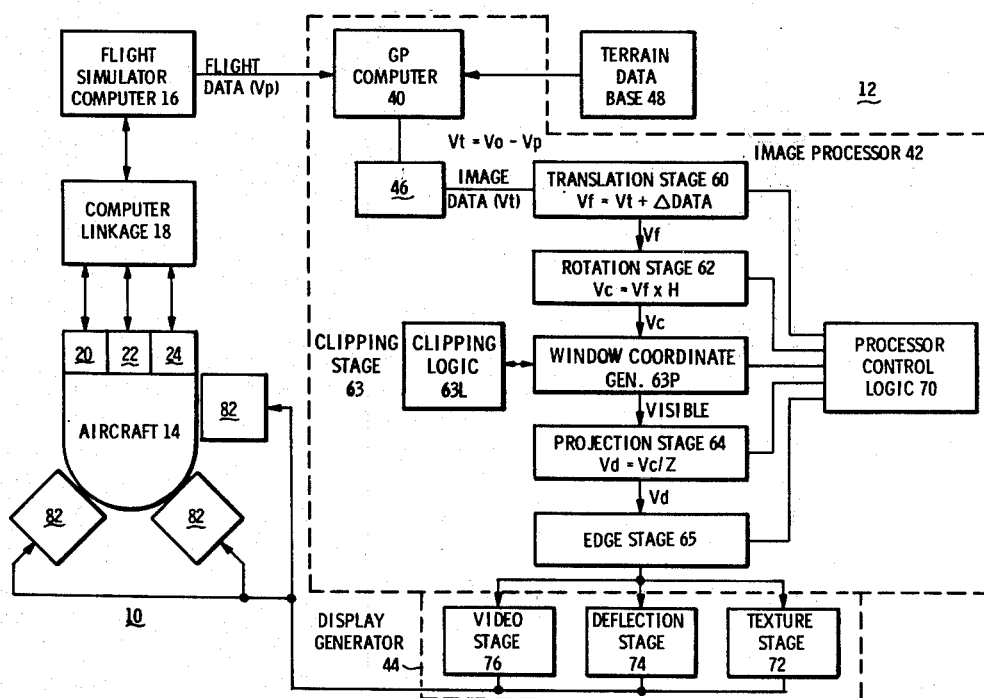 FLIGHT
SIMULATOR
COMPUTER 16
FLIGHT
DATA (Vp)
GP
COMPUTER
40
TERRAIN
DATA
BASE 48
12
Vt = Vo - Vp
IMAGE PROCESSOR 42
46
IMAGE
DATA (Vt)
TRANSLATION STAGE 60
Vf = Vt + △DATA
Vf
COMPUTER
LINKAGE 18
ROTATION STAGE 62
Vc = Vf x H
Vc
20
22
24
CLIPPING
STAGE
63
CLIPPING
LOGIC
63L
WINDOW COORDINATE
GEN. 63P
PROCESSOR
CONTROL
LOGIC 70
VISIBLE
82
AIRCRAFT 14
PROJECTION STAGE 64
Vd = Vc/Z
Vd
82
82
EDGE STAGE 65
10
DISPLAY
GENERATOR
44
VIDEO
STAGE
76
DEFLECTION
STAGE
74
TEXTURE
STAGE
72